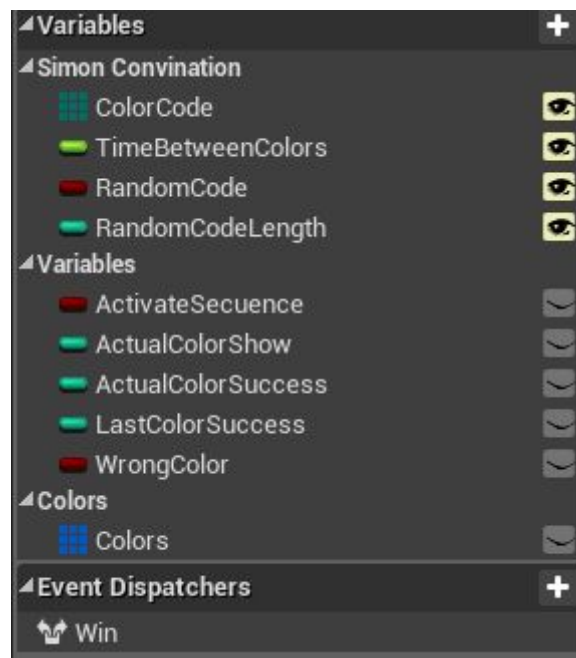 Variables
Simon Convination
ColorCode
TimeBetweenColors
RandomCode
RandomCodeLength
Variables
ActivateSecuence
ActualColorShow
ActualColorSuccess
LastColorSuccess
WrongColor
Colors
Colors
Event Dispatchers
Win